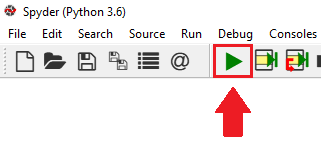 Spyder (Python 3.6)
File Edit Search Source Run Debug Consoles
@